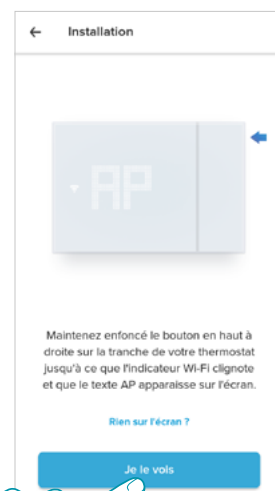 Installation
AP
Maintenez enfoncé le bouton en haut à
droite sur la tranche de votre thermostat
jusqu'à ce que l'indicateur Wi-Fi clignote
et que le texte AP apparaisse sur l'écran.
Rien sur l'écran ?
Je le vois